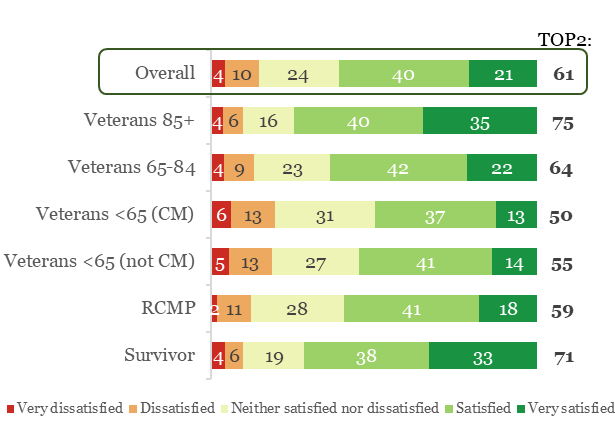 TOP2:
Overall 4 10 24 40 21 61
Veterans 85+ 4 6 16 40 35 75
Veterans 65-84 4 9 23 42 22 64
Veterans <65 (CM) 6 13 31 37 13 50
Veterans <65 (not CM) 5 13 27 41 14 55
RCMP 2 11 28 41 18 59
Survivor 4 6 19 38 33 71
Very dissatisfied Dissatisfied Neither satisfied nor dissatisfied Satisfied Very satisfied